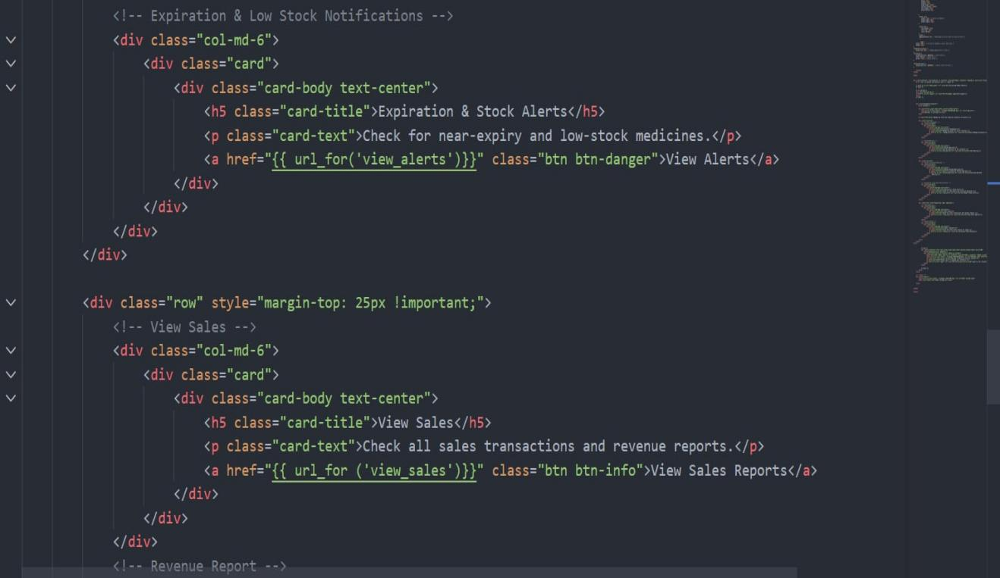 <!-- Expiration & Low Stock Notifications -->
<div class="col-md-6">
<div class="card">
<div class="card-body text-center">
<h5 class="card-title">Expiration & Stock Alerts</h5>
<p class="card-text">Check for near-expiry and low-stock medicines.</p>
<a href="{{ url_for('view_alerts')}}" class="btn btn-danger">View Alerts</a>
</div>
</div>
</div>
</div>
<div class="row" style="margin-top: 25px !important;">
<!-- View Sales -->
<div class="col-md-6">
<div class="card">
<div class="card-body text-center">
<h5 class="card-title">View Sales</h5>
<p class="card-text">Check all sales transactions and revenue reports.</p>
<a href="{{ url_for ('view_sales')}}" class="btn btn-info">View Sales Reports</a>
</div>
</div>
</div>
<!-- Revenue Report -->